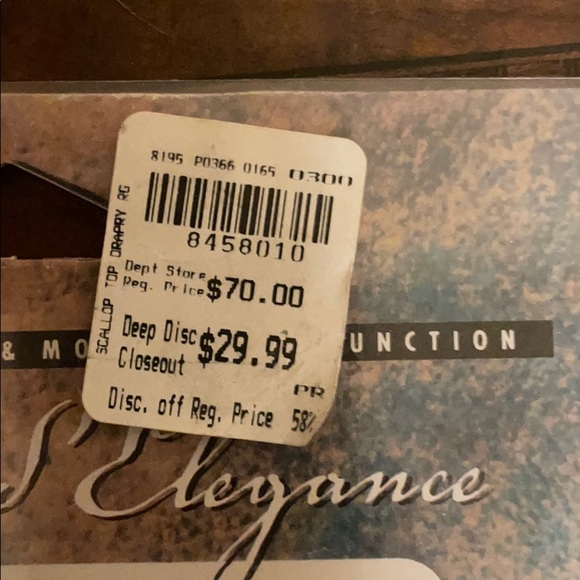 8195 P0366 0165 0300
8458010
SCALLOP TOP DRAPRY RG
Dept Store
Reg. Price $70.00
Deep Disc
Closeout $29.99
PR
Disc. off Reg. Price 58%
& MO UNCTION
Elegance